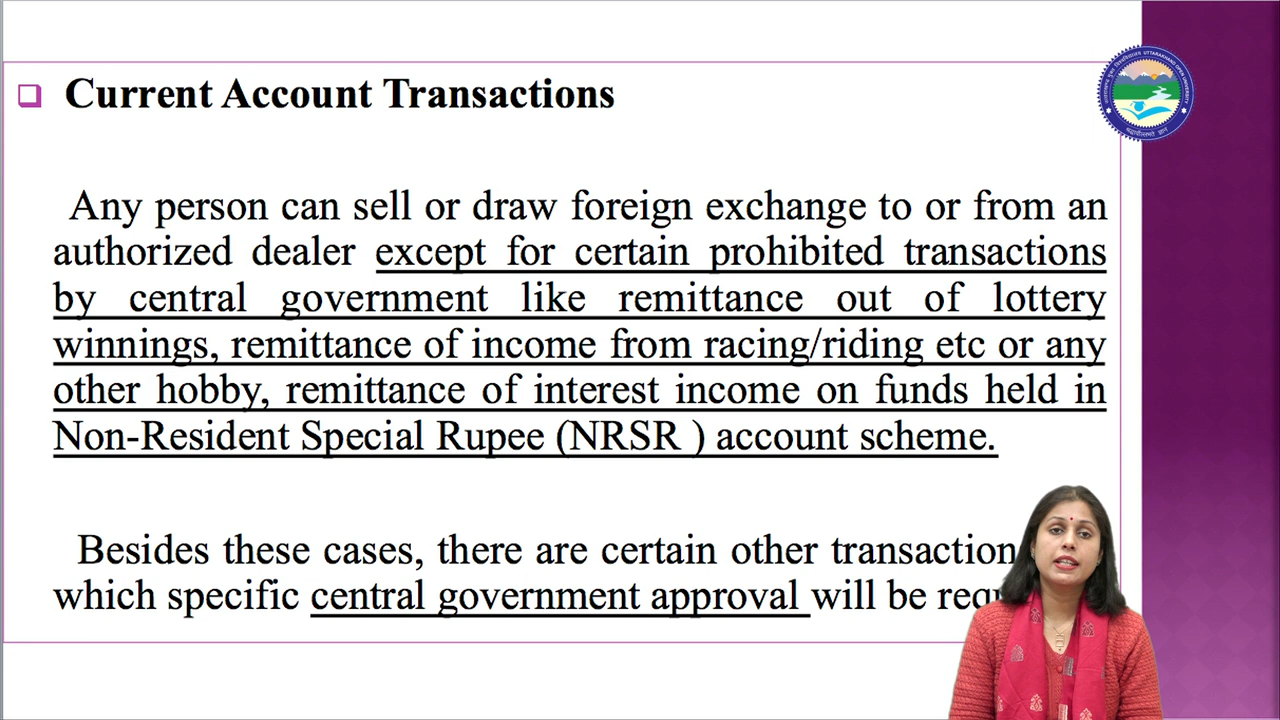 Current Account Transactions
Any person can sell or draw foreign exchange to or from an
authorized dealer except for certain prohibited transactions
by central government like remittance out of lottery
winnings, remittance of income from racing/riding etc or any
other hobby, remittance of interest income on funds held in
Non-Resident Special Rupee (NRSR ) account scheme.
Besides these cases, there are certain other transaction
which specific central government approval will be
UTTARAKHAND OPEN UNIVERSITY